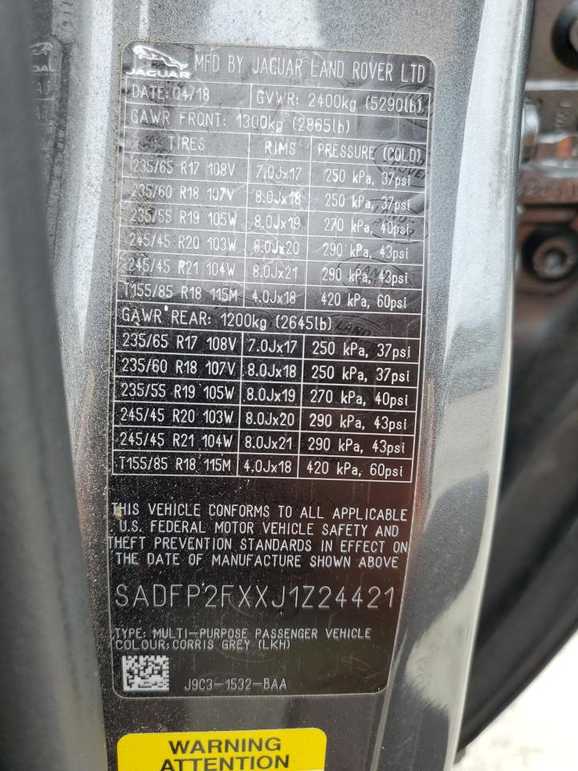 JAGUAR
MFD BY JAGUAR LAND ROVER LTD
DATE: 04/18 GVWR: 2400kg (5290lb)
GAWR FRONT: 1300kg (2865lb)
TIRES RIMS PRESSURE (COLD)
235/65 R17 108V 7.0Jx17 250 kPa, 37psi
235/60 R18 107V 8.0Jx18 250 kPa, 37psi
235/55 R19 105W 8.0Jx19 270 kPa, 40psi
245/45 R20 103W 8.0Jx20 290 kPa, 43psi
245/45 R21 104W 8.0Jx21 290 kPa, 43psi
T155/85 R18 115M 4.0Jx18 420 kPa, 60psi
GAWR REAR: 1200kg (2645lb)
235/65 R17 108V 7.0Jx17 250 kPa, 37psi
235/60 R18 107V 8.0Jx18 250 kPa, 37psi
235/55 R19 105W 8.0Jx19 270 kPa, 40psi
245/45 R20 103W 8.0Jx20 290 kPa, 43psi
245/45 R21 104W 8.0Jx21 290 kPa, 43psi
T155/85 R18 115M 4.0Jx18 420 kPa, 60psi
THIS VEHICLE CONFORMS TO ALL APPLICABLE
U.S. FEDERAL MOTOR VEHICLE SAFETY AND
THEFT PREVENTION STANDARDS IN EFFECT ON
THE DATE OF MANUFACTURE SHOWN ABOVE
SADFP2FXXJ1Z24421
TYPE: MULTI-PURPOSE PASSENGER VEHICLE
COLOUR: CORRIS GREY (LKH)
J9C3-1532-BAA
WARNING
ATTENTION